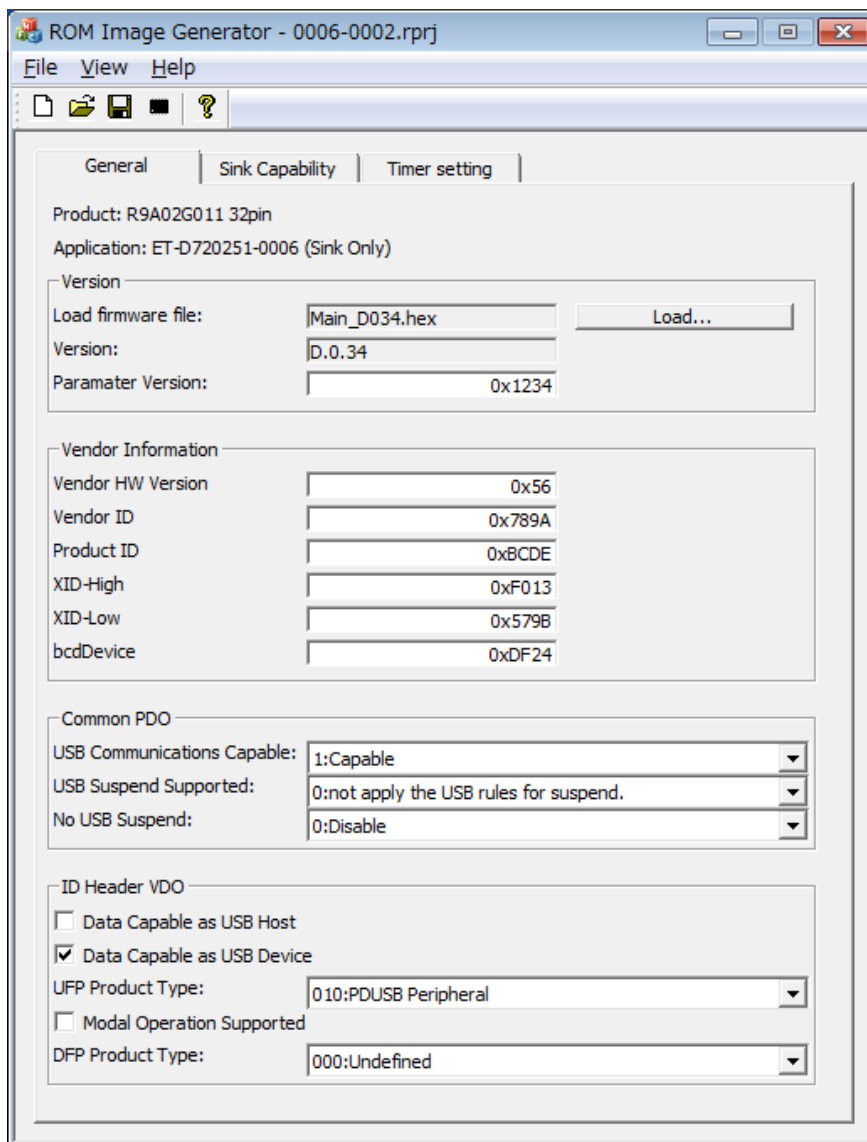 ROM Image Generator - 0006-0002.rprj
File View Help
General Sink Capability Timer setting
Product: R9A02G011 32pin
Application: ET-D720251-0006 (Sink Only)
Version
Load firmware file: Main_D034.hex Load...
Version: D.0.34
Paramater Version: 0x1234
Vendor Information
Vendor HW Version 0x56
Vendor ID 0x789A
Product ID 0xBCDE
XID-High 0xF013
XID-Low 0x579B
bcdDevice 0xDF24
Common PDO
USB Communications Capable: 1:Capable
USB Suspend Supported: 0:not apply the USB rules for suspend.
No USB Suspend: 0:Disable
ID Header VDO
Data Capable as USB Host
Data Capable as USB Device
UFP Product Type: 010:PDUSB Peripheral
Modal Operation Supported
DFP Product Type: 000:Undefined